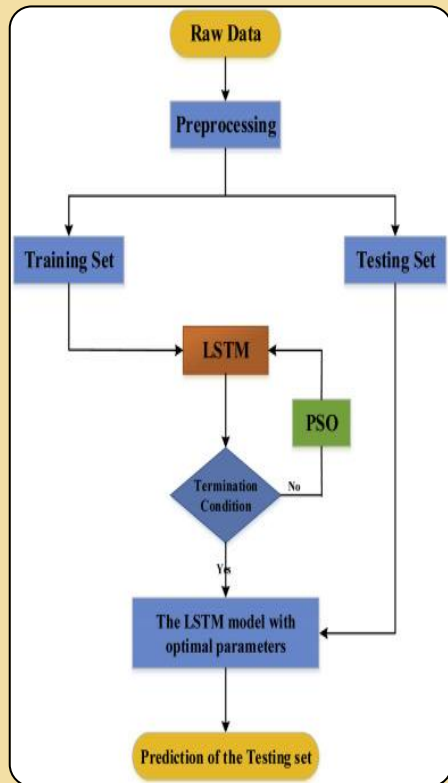 Raw Data
Preprocessing
Training Set
Testing Set
LSTM
PSO
Termination
Condition
No
Yes
The LSTM model with
optimal parameters
Prediction of the Testing set